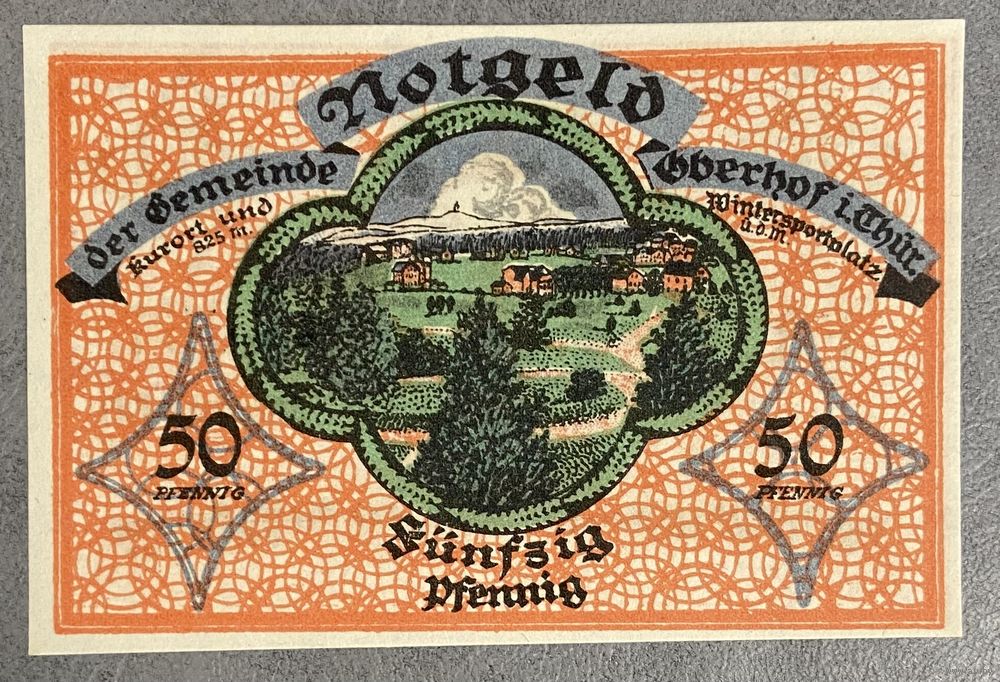 Notgeld
der Gemeinde Oberhof i. Thür.
Kurort und Wintersportplatz
825 m. ü. d. M.
50 50
PFENNIG PFENNIG
Fünfzig
Pfennig